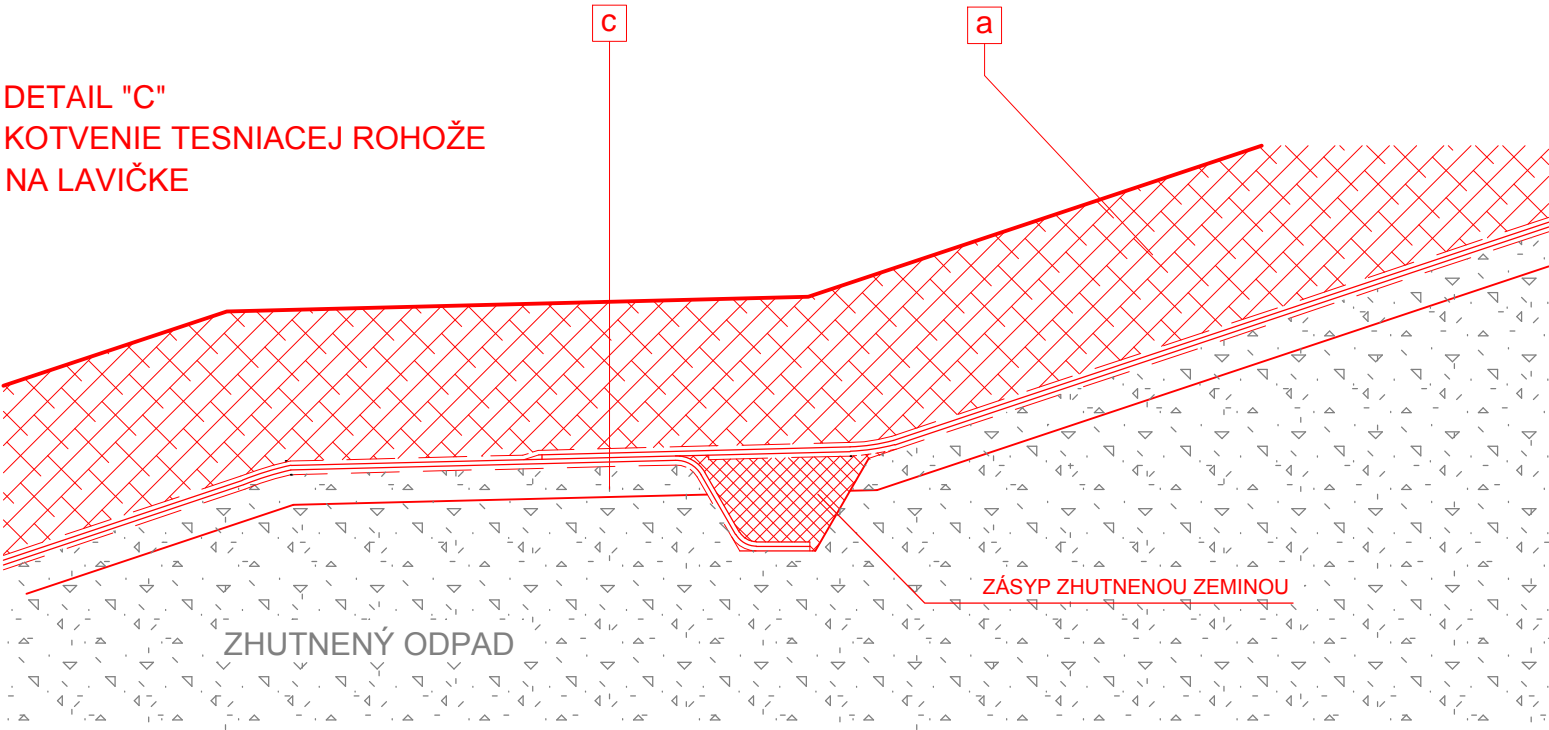 c
a
DETAIL "C"
KOTVENIE TESNIACEJ ROHOŽE
NA LAVIČKE
ZÁSYP ZHUTNENOU ZEMINOU
ZHUTNENÝ ODPAD